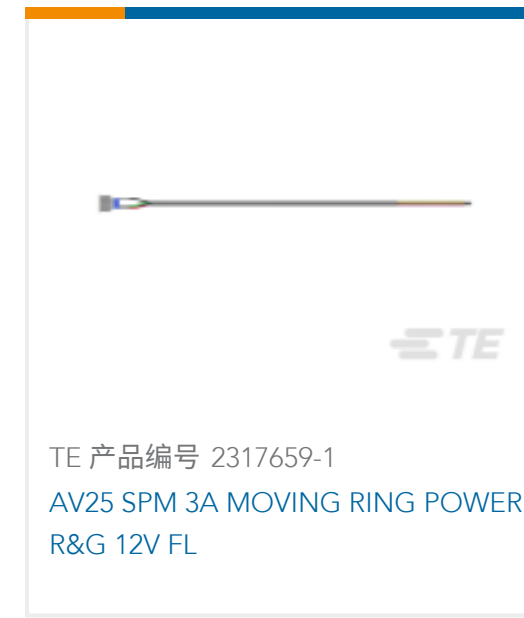 TE
TE 产品编号 2317659-1
AV25 SPM 3A MOVING RING POWER
R&G 12V FL